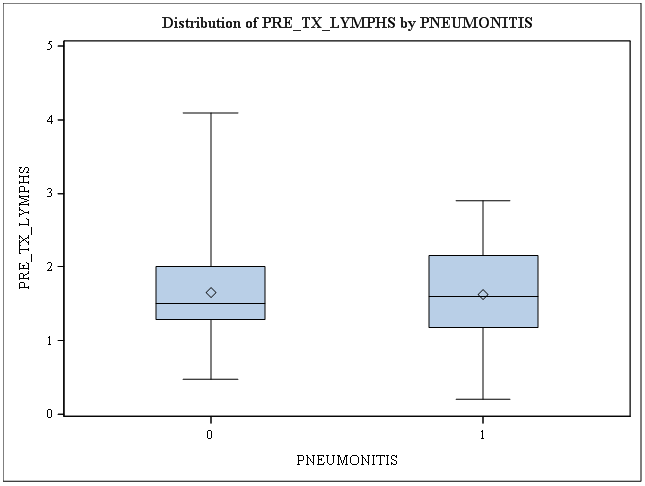 Distribution of PRE_TX_LYMPHS by PNEUMONITIS
5
4
3
2
1
0
PRE_TX_LYMPHS
0 1
PNEUMONITIS